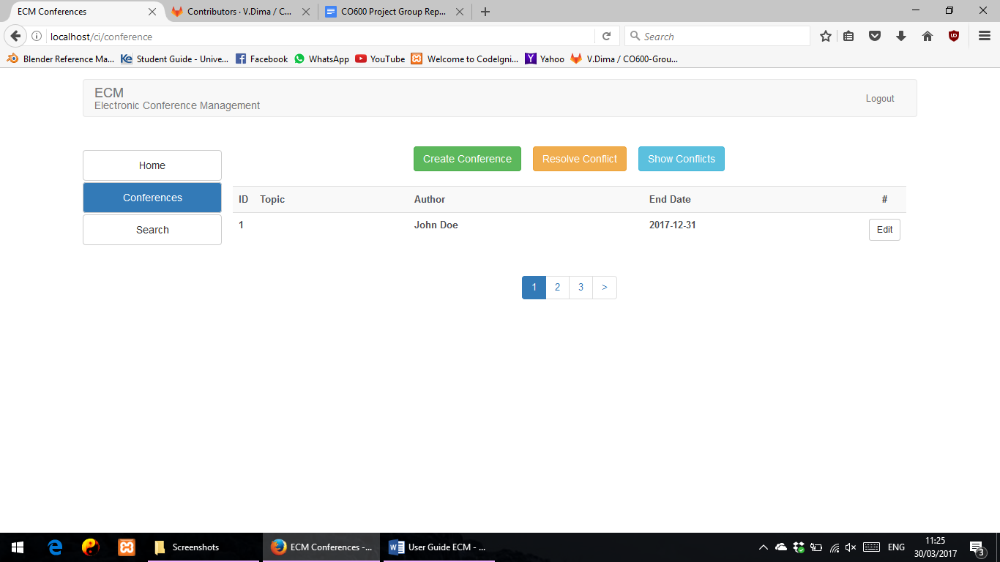 ECM Conferences
Contributors · V.Dima / C...
CO600 Project Group Rep...
localhost/ci/conference
Search
Blender Reference Ma... Student Guide - Unive... Facebook WhatsApp YouTube Welcome to CodeIgni... Yahoo V.Dima / CO600-Grou...
ECM
Electronic Conference Management
Logout
Home
Conferences
Search
Create Conference Resolve Conflict Show Conflicts
ID Topic Author End Date #
1 John Doe 2017-12-31 Edit
1 2 3 >
Screenshots
ECM Conferences -...
User Guide ECM - ...
ENG
11:25
30/03/2017
3